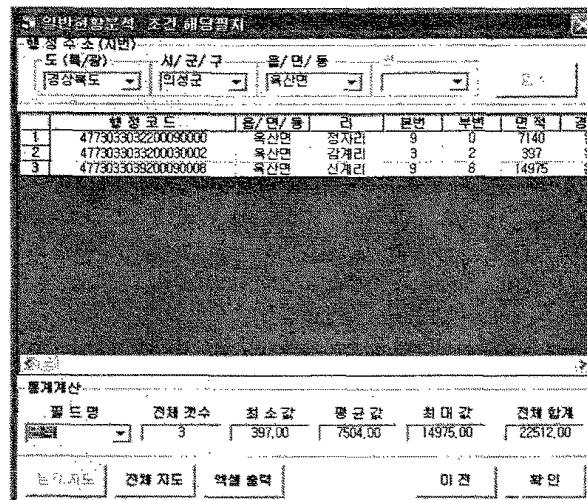 일반현황분석 조건 해당필지
행정주소(지번)
도(특/광) 시/군/구 읍/면/동
경상북도 의성군 옥산면
행정코드 읍/면/동 리 본번 부번 면적
1 4773033032200090000 옥산면 정자리 9 0 7140
2 4773033033200030002 옥산면 감계리 3 2 397
3 4773033039200090008 옥산면 신계리 9 8 14975
통계계산
필드명 전체 갯수 최소값 평균값 최대값 전체 합계
3 397,00 7504,00 14975,00 22512,00
전체 지도 엑셀 출력 이전 확인